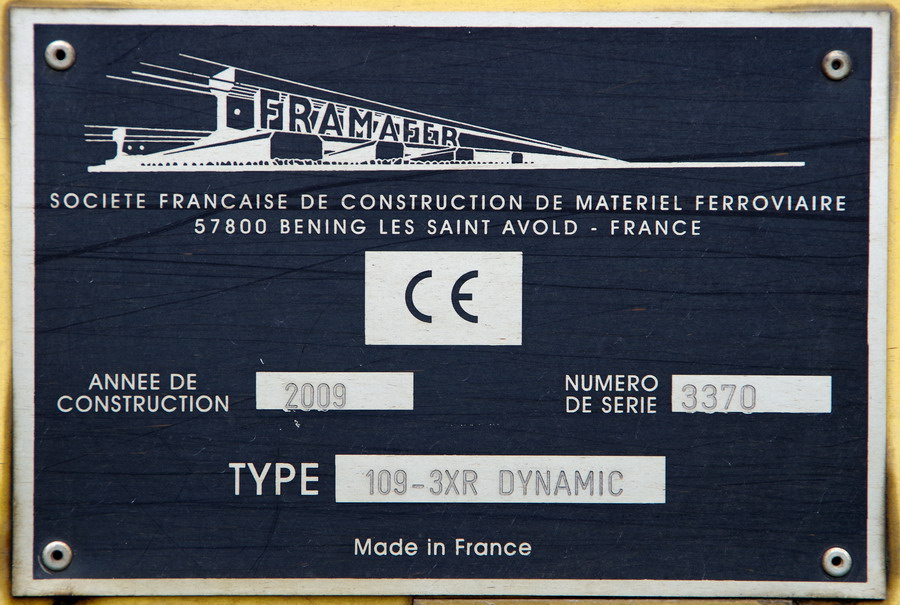 FRAMAFER
SOCIETE FRANCAISE DE CONSTRUCTION DE MATERIEL FERROVIAIRE
57800 BENING LES SAINT AVOLD - FRANCE
CE
ANNEE DE
CONSTRUCTION 2009
NUMERO
DE SERIE 3370
TYPE 109-3XR DYNAMIC
Made in France